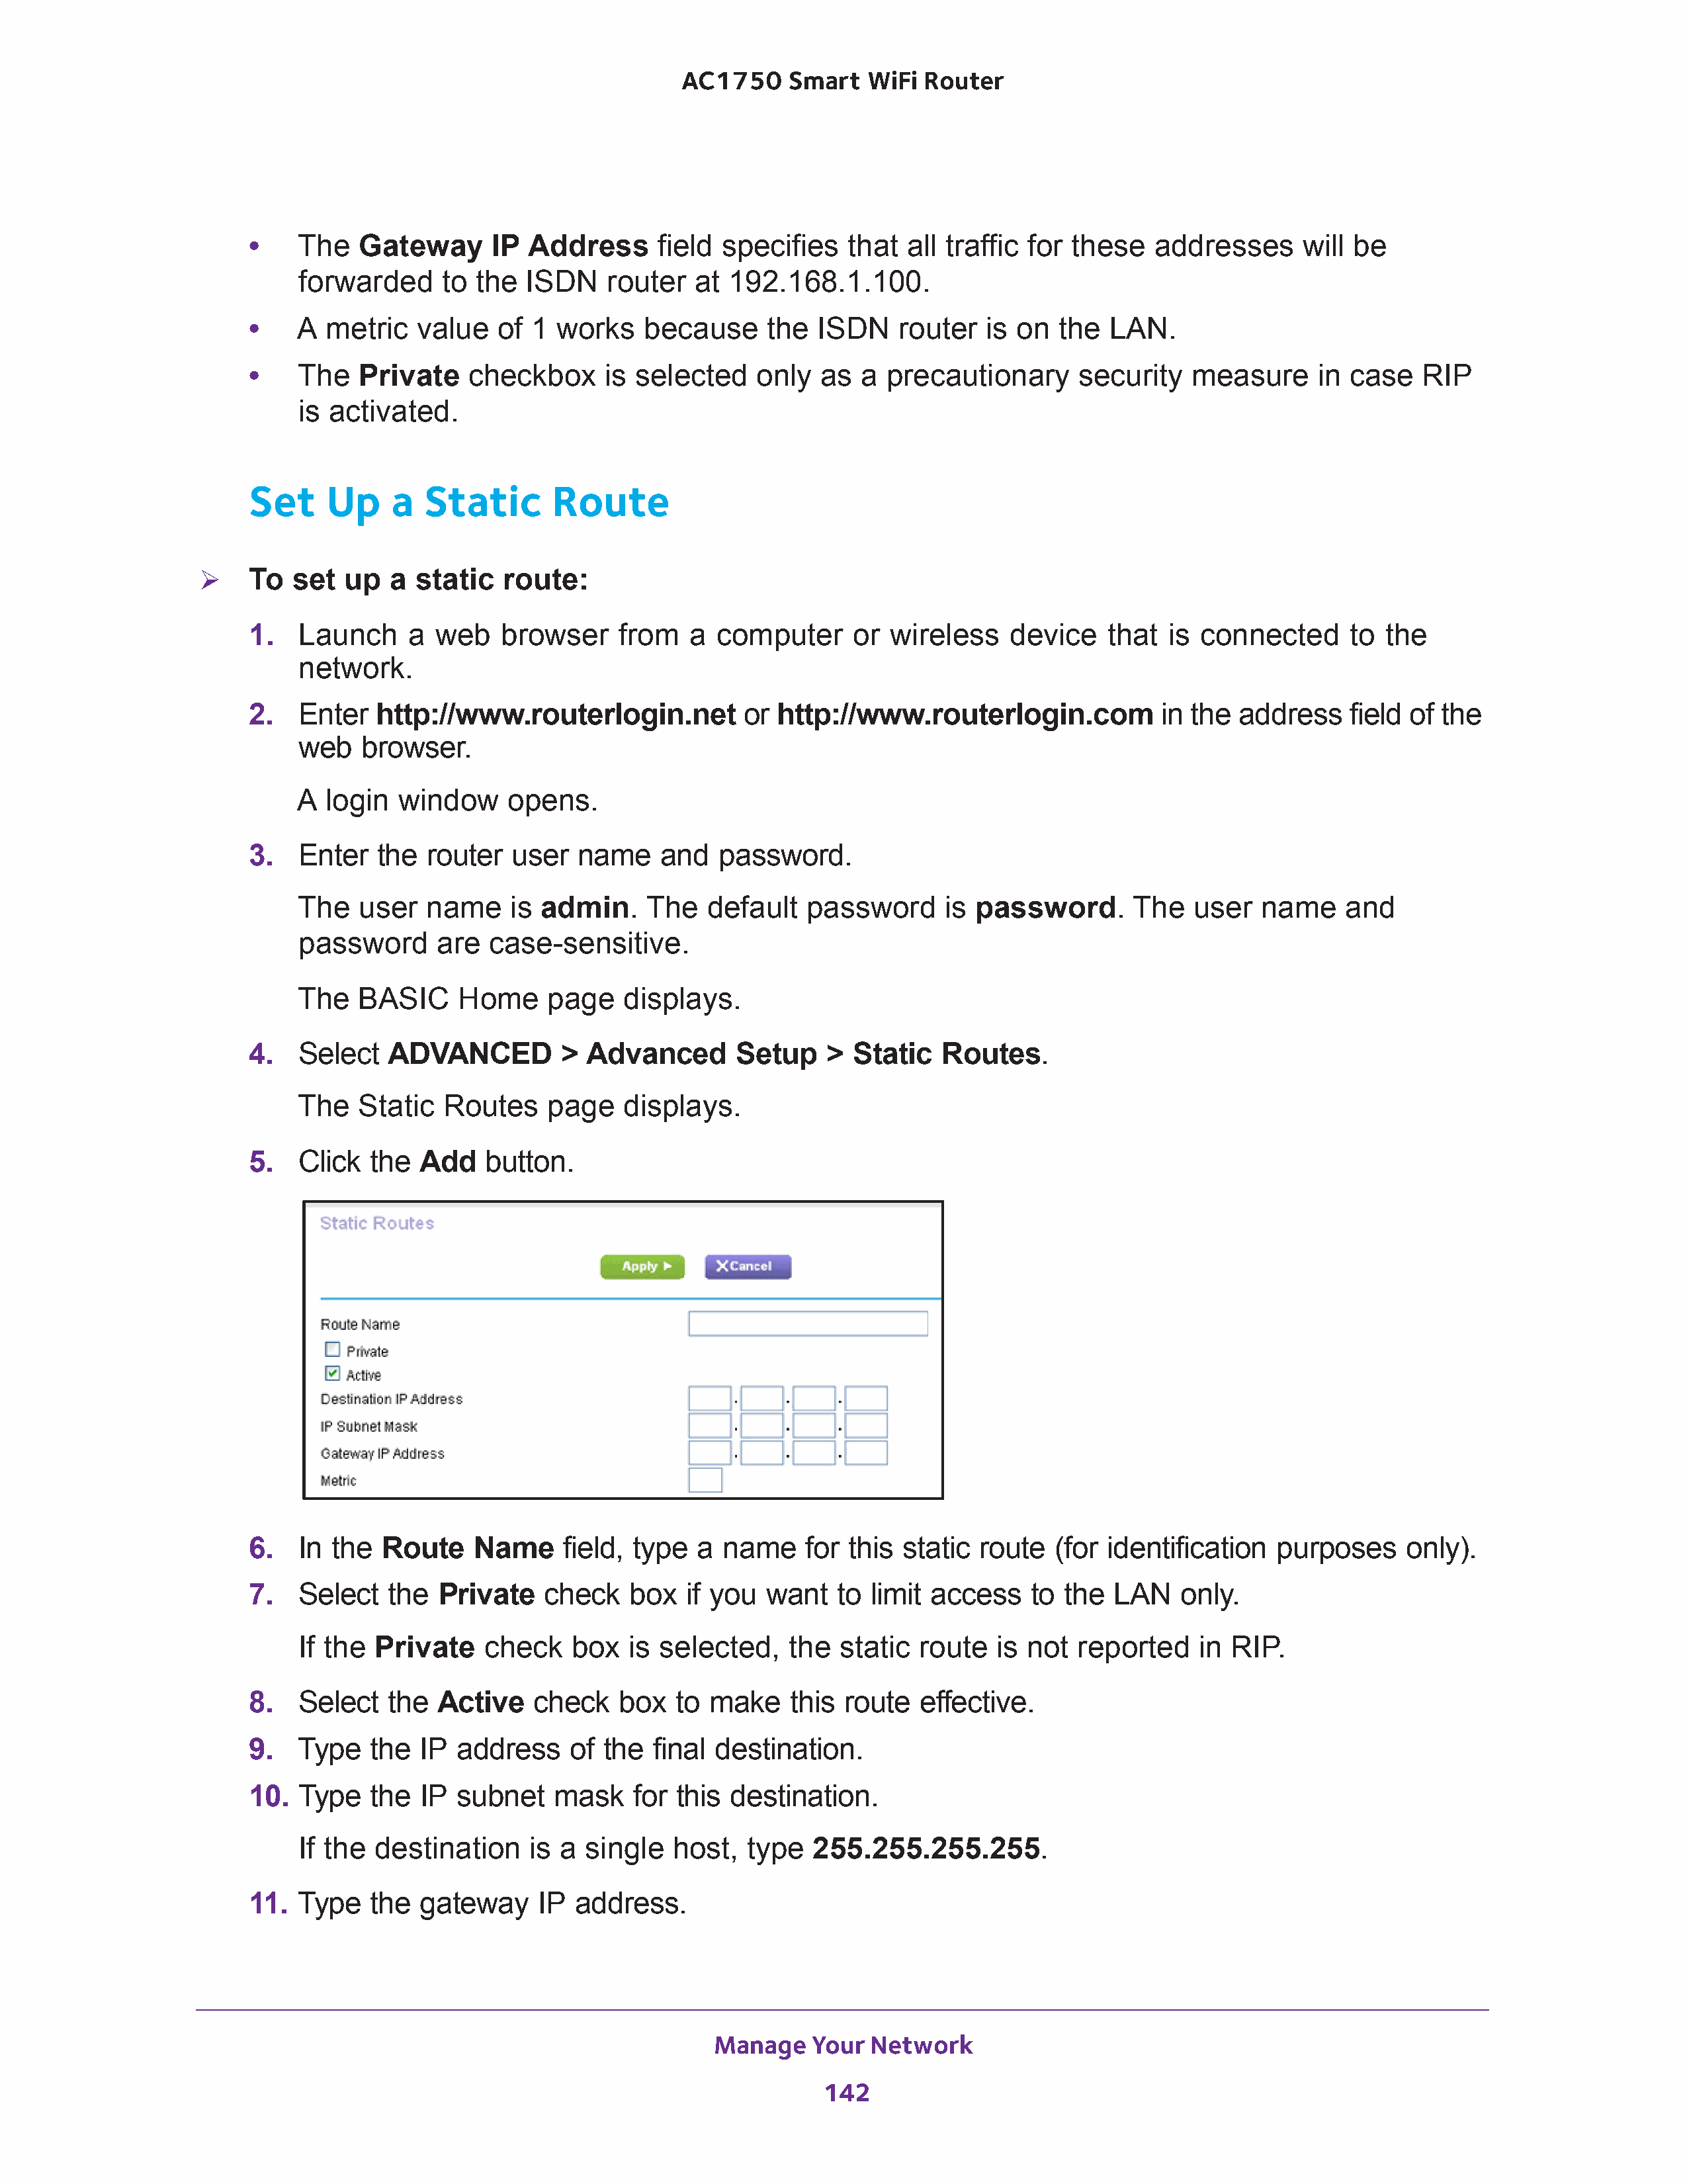 AC1750 Smart WiFi Router
• The Gateway IP Address field specifies that all traffic for these addresses will be
forwarded to the ISDN router at 192.168.1.100.
• A metric value of 1 works because the ISDN router is on the LAN.
• The Private checkbox is selected only as a precautionary security measure in case RIP
is activated.
Set Up a Static Route
➢ To set up a static route:
1. Launch a web browser from a computer or wireless device that is connected to the
network.
2. Enter http://www.routerlogin.net or http://www.routerlogin.com in the address field of the
web browser.
A login window opens.
3. Enter the router user name and password.
The user name is admin. The default password is password. The user name and
password are case-sensitive.
The BASIC Home page displays.
4. Select ADVANCED > Advanced Setup > Static Routes.
The Static Routes page displays.
5. Click the Add button.
Static Routes
Apply ► XCancel
Route Name
Private
Active
Destination IP Address . . .
IP Subnet Mask . . .
Gateway IP Address . . .
Metric
6. In the Route Name field, type a name for this static route (for identification purposes only).
7. Select the Private check box if you want to limit access to the LAN only.
If the Private check box is selected, the static route is not reported in RIP.
8. Select the Active check box to make this route effective.
9. Type the IP address of the final destination.
10. Type the IP subnet mask for this destination.
If the destination is a single host, type 255.255.255.255.
11. Type the gateway IP address.
Manage Your Network
142